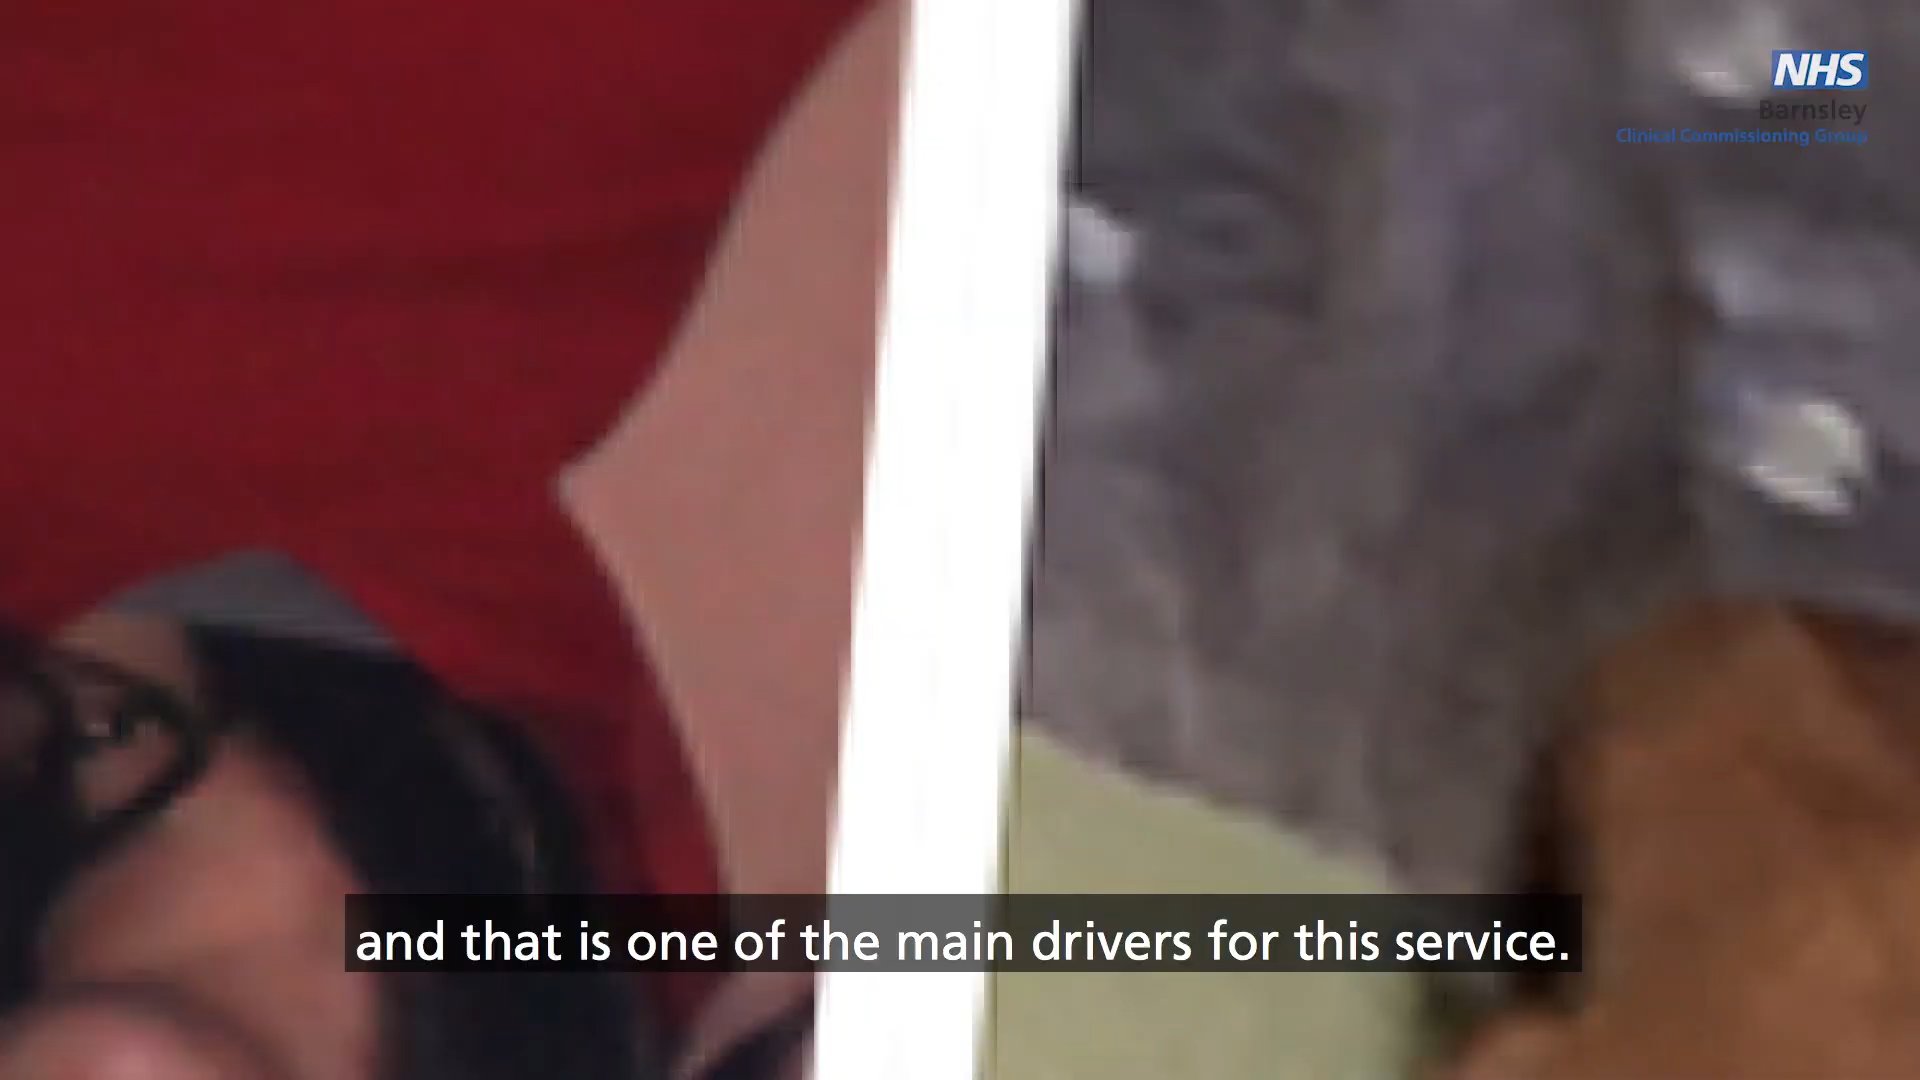 NHS
Barnsley
Clinical Commissioning Group
and that is one of the main drivers for this service.